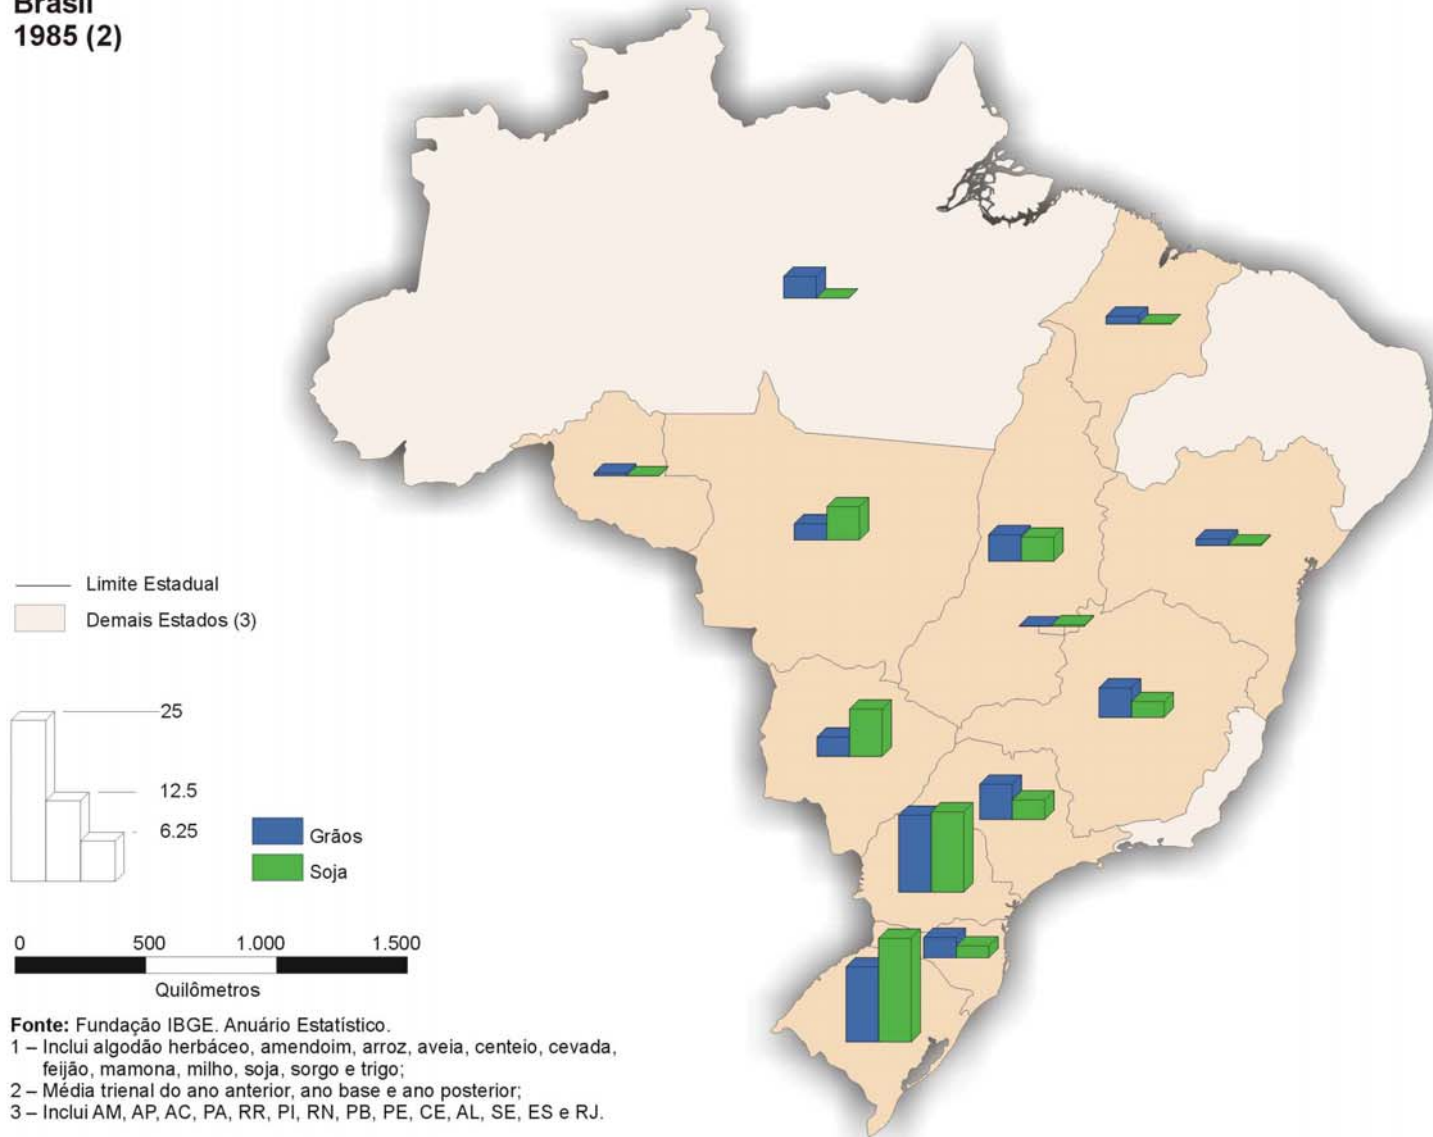 Brasil
1985 (2)
Limite Estadual
Demais Estados (3)
25
12.5
6.25
Grãos
Soja
0 500 1.000 1.500
Quilômetros
Fonte: Fundação IBGE. Anuário Estatístico.
1 – Inclui algodão herbáceo, amendoim, arroz, aveia, centeio, cevada,
feijão, mamona, milho, soja, sorgo e trigo;
2 – Média trienal do ano anterior, ano base e ano posterior;
3 – Inclui AM, AP, AC, PA, RR, PI, RN, PB, PE, CE, AL, SE, ES e RJ.